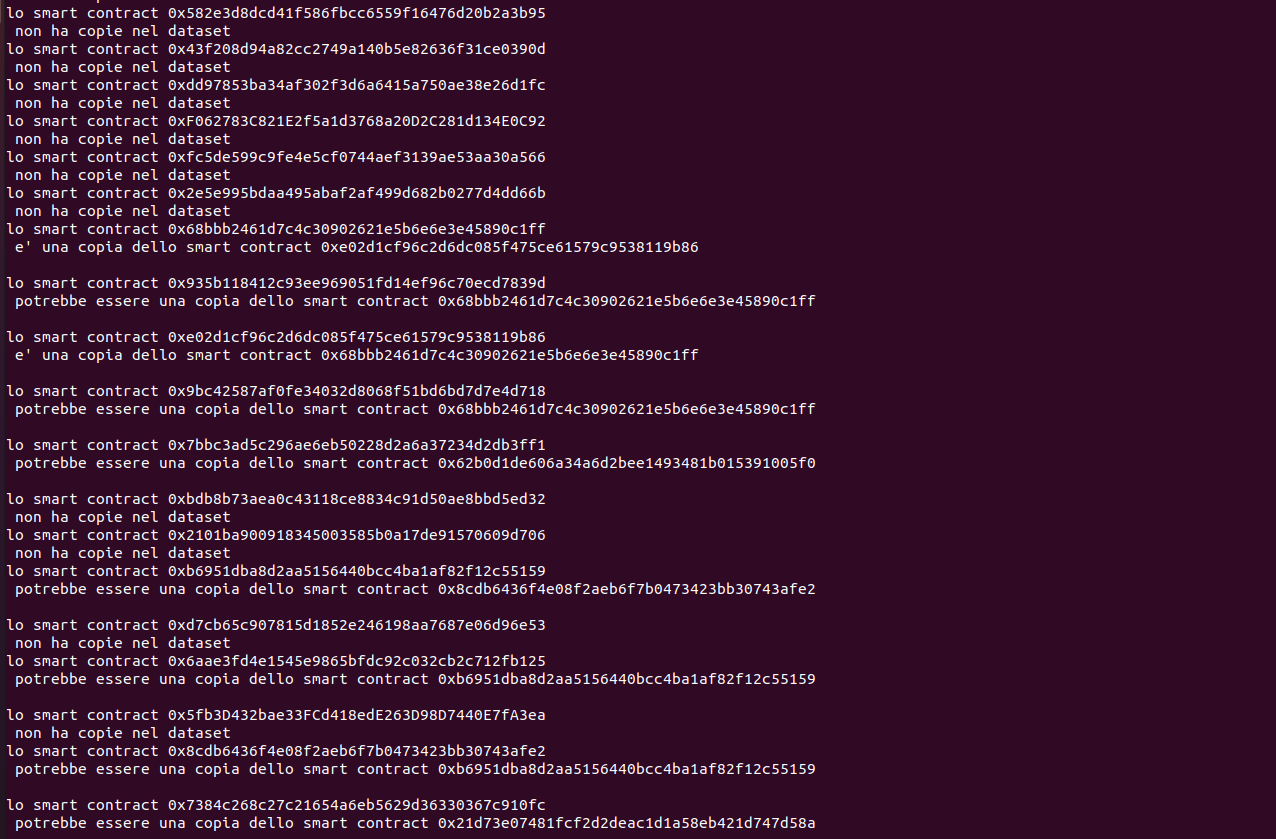 lo smart contract 0x582e3d8dcd41f586fbcc6559f16476d20b2a3b95
non ha copie nel dataset
lo smart contract 0x43f208d94a82cc2749a140b5e82636f31ce0390d
non ha copie nel dataset
lo smart contract 0xdd97853ba34af302f3d6a6415a750ae38e26d1fc
non ha copie nel dataset
lo smart contract 0xF062783C821E2f5a1d3768a20D2C281d134E0C92
non ha copie nel dataset
lo smart contract 0xfc5de599c9fe4e5cf0744aef3139ae53aa30a566
non ha copie nel dataset
lo smart contract 0x2e5e995bdaa495abaf2af499d682b0277d4dd66b
non ha copie nel dataset
lo smart contract 0x68bbb2461d7c4c30902621e5b6e6e3e45890c1ff
e' una copia dello smart contract 0xe02d1cf96c2d6dc085f475ce61579c9538119b86
lo smart contract 0x935b118412c93ee969051fd14ef96c70ecd7839d
potrebbe essere una copia dello smart contract 0x68bbb2461d7c4c30902621e5b6e6e3e45890c1ff
lo smart contract 0xe02d1cf96c2d6dc085f475ce61579c9538119b86
e' una copia dello smart contract 0x68bbb2461d7c4c30902621e5b6e6e3e45890c1ff
lo smart contract 0x9bc42587af0fe34032d8068f51bd6bd7d7e4d718
potrebbe essere una copia dello smart contract 0x68bbb2461d7c4c30902621e5b6e6e3e45890c1ff
lo smart contract 0x7bbc3ad5c296ae6eb50228d2a6a37234d2db3ff1
potrebbe essere una copia dello smart contract 0x62b0d1de606a34a6d2bee1493481b015391005f0
lo smart contract 0xbdb8b73aea0c43118ce8834c91d50ae8bbd5ed32
non ha copie nel dataset
lo smart contract 0x2101ba900918345003585b0a17de91570609d706
non ha copie nel dataset
lo smart contract 0xb6951dba8d2aa5156440bcc4ba1af82f12c55159
potrebbe essere una copia dello smart contract 0x8cdb6436f4e08f2aeb6f7b0473423bb30743afe2
lo smart contract 0xd7cb65c907815d1852e246198aa7687e06d96e53
non ha copie nel dataset
lo smart contract 0x6aae3fd4e1545e9865bfdc92c032cb2c712fb125
potrebbe essere una copia dello smart contract 0xb6951dba8d2aa5156440bcc4ba1af82f12c55159
lo smart contract 0x5fb3D432bae33FCd418edE263D98D7440E7fA3ea
non ha copie nel dataset
lo smart contract 0x8cdb6436f4e08f2aeb6f7b0473423bb30743afe2
potrebbe essere una copia dello smart contract 0xb6951dba8d2aa5156440bcc4ba1af82f12c55159
lo smart contract 0x7384c268c27c21654a6eb5629d36330367c910fc
potrebbe essere una copia dello smart contract 0x21d73e07481fcf2d2deac1d1a58eb421d747d58a